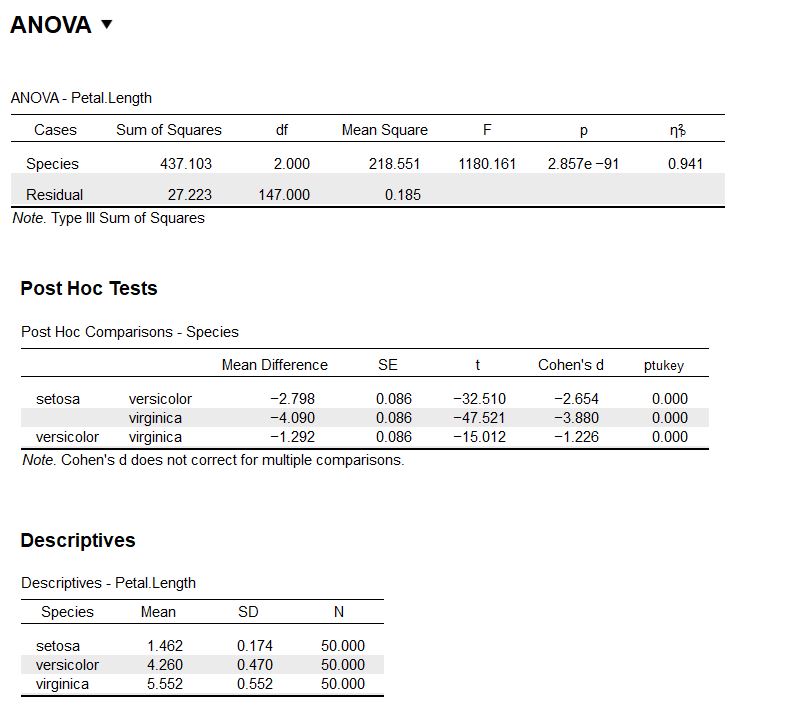 ANOVA ▼
ANOVA - Petal.Length
Cases Sum of Squares df Mean Square F p η²p
Species 437.103 2.000 218.551 1180.161 2.857e −91 0.941
Residual 27.223 147.000 0.185
Note. Type III Sum of Squares
Post Hoc Tests
Post Hoc Comparisons - Species
Mean Difference SE t Cohen's d ptukey
setosa versicolor −2.798 0.086 −32.510 −2.654 0.000
virginica −4.090 0.086 −47.521 −3.880 0.000
versicolor virginica −1.292 0.086 −15.012 −1.226 0.000
Note. Cohen's d does not correct for multiple comparisons.
Descriptives
Descriptives - Petal.Length
Species Mean SD N
setosa 1.462 0.174 50.000
versicolor 4.260 0.470 50.000
virginica 5.552 0.552 50.000